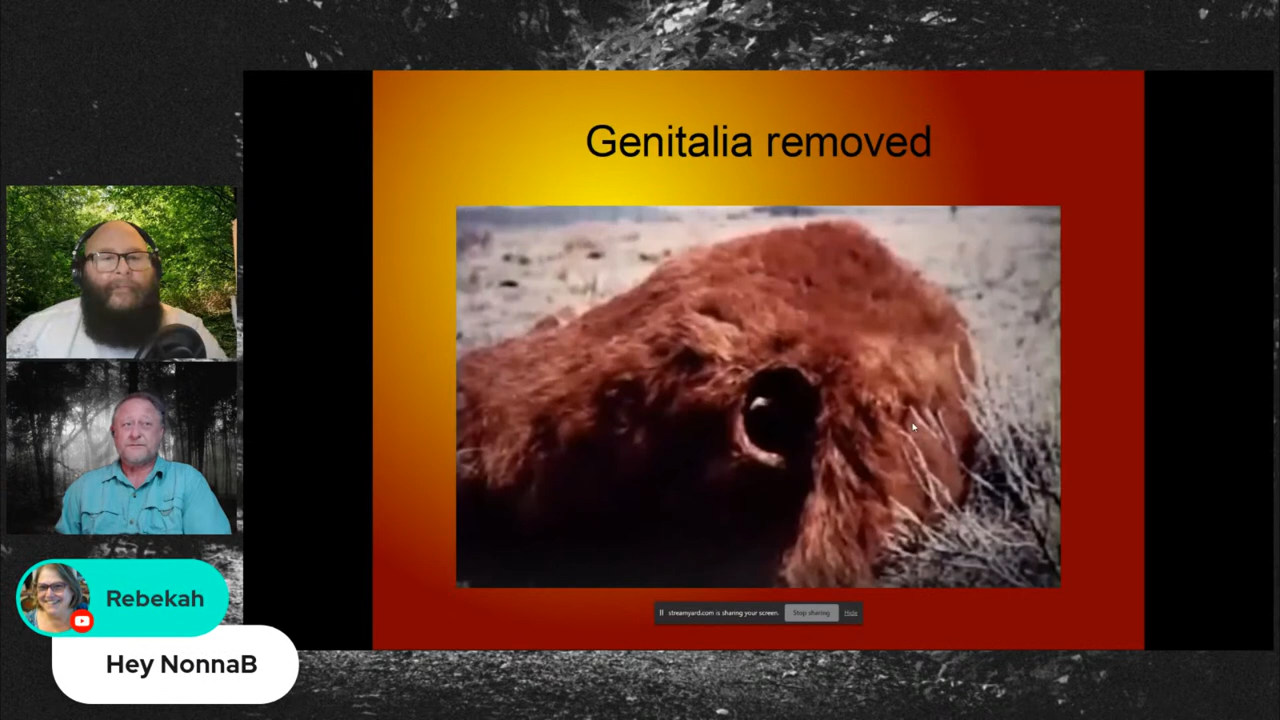 Genitalia removed
streamyard.com is sharing your screen.
Stop sharing
Hide
Rebekah
Hey NonnaB